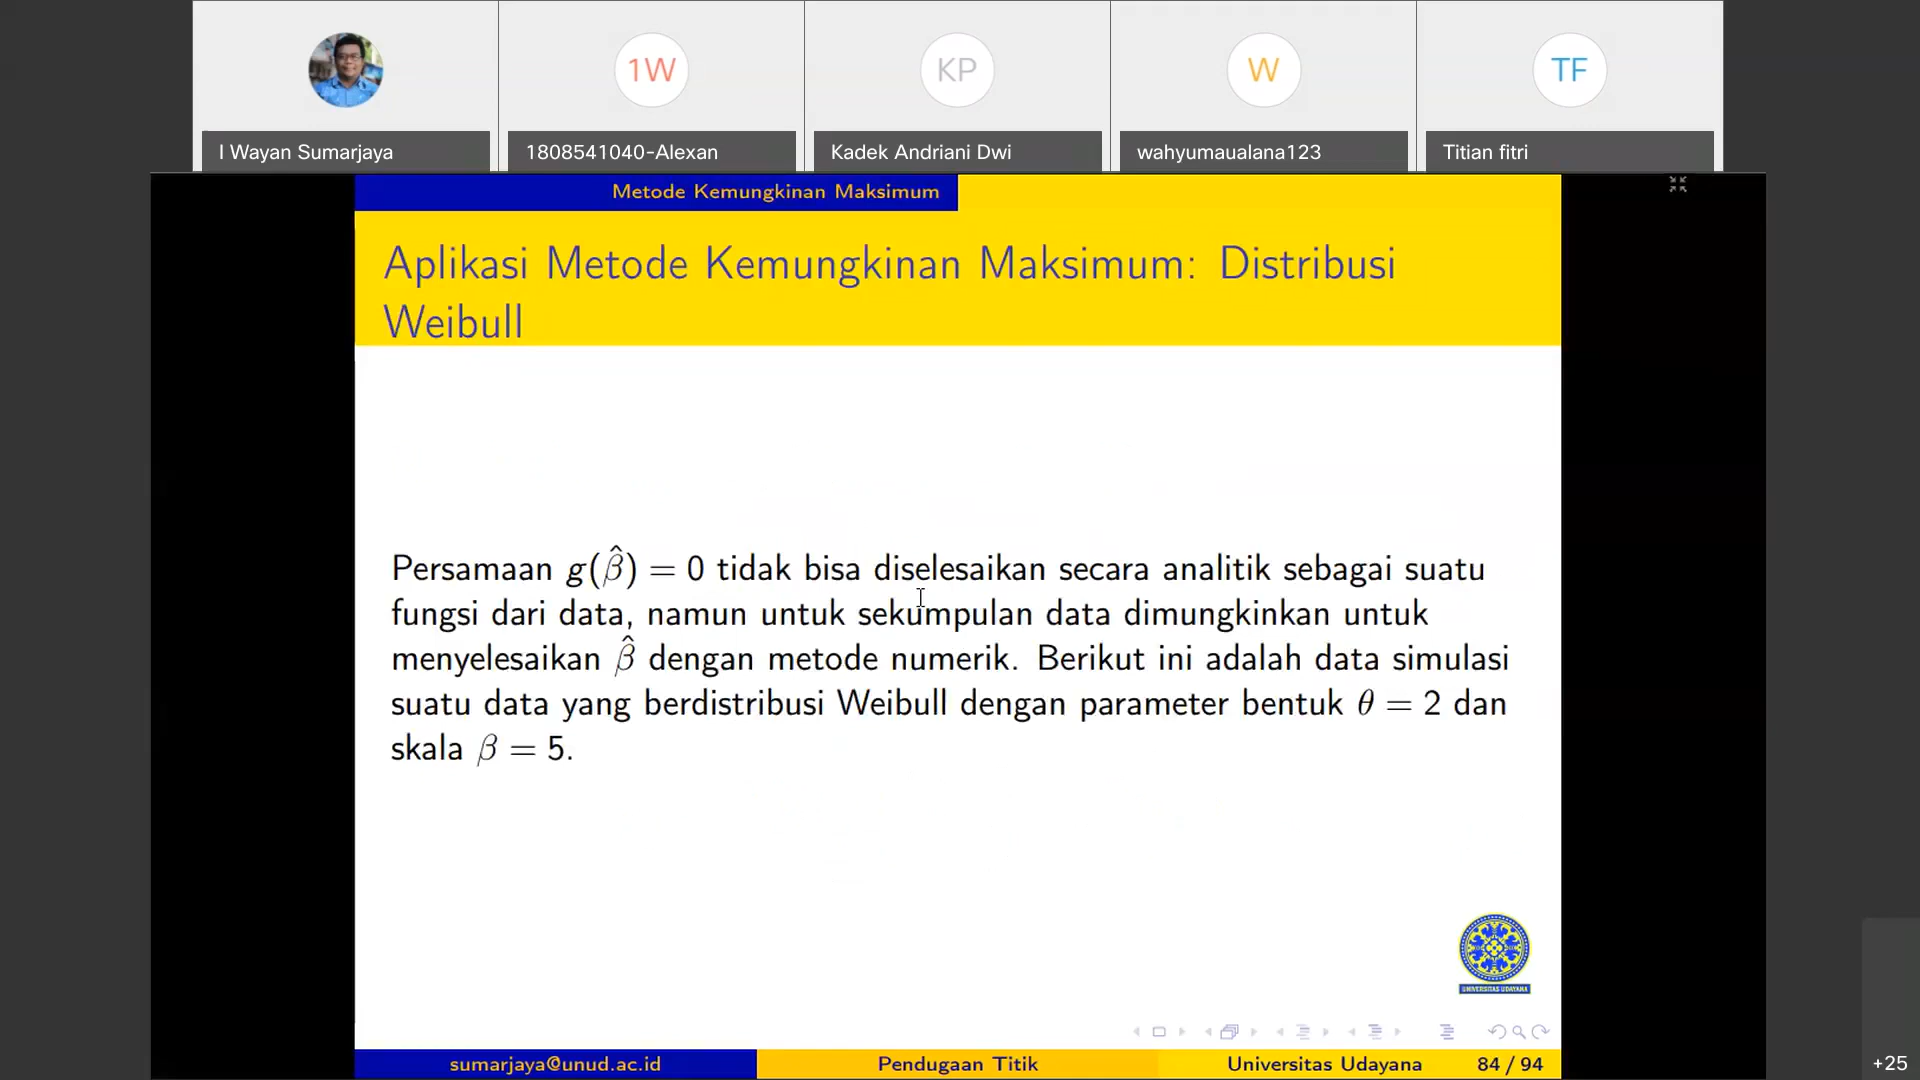 1W
KP
W
TF
I Wayan Sumarjaya
1808541040-Alexan
Kadek Andriani Dwi
wahyumaualana123
Titian fitri
Metode Kemungkinan Maksimum
Aplikasi Metode Kemungkinan Maksimum: Distribusi
Weibull
Persamaan g(β̂) = 0 tidak bisa diselesaikan secara analitik sebagai suatu
fungsi dari data, namun untuk sekumpulan data dimungkinkan untuk
menyelesaikan β̂ dengan metode numerik. Berikut ini adalah data simulasi
suatu data yang berdistribusi Weibull dengan parameter bentuk θ = 2 dan
skala β = 5.
UNIVERSITAS UDAYANA
sumarjaya@unud.ac.id
Pendugaan Titik
Universitas Udayana
84 / 94
+25